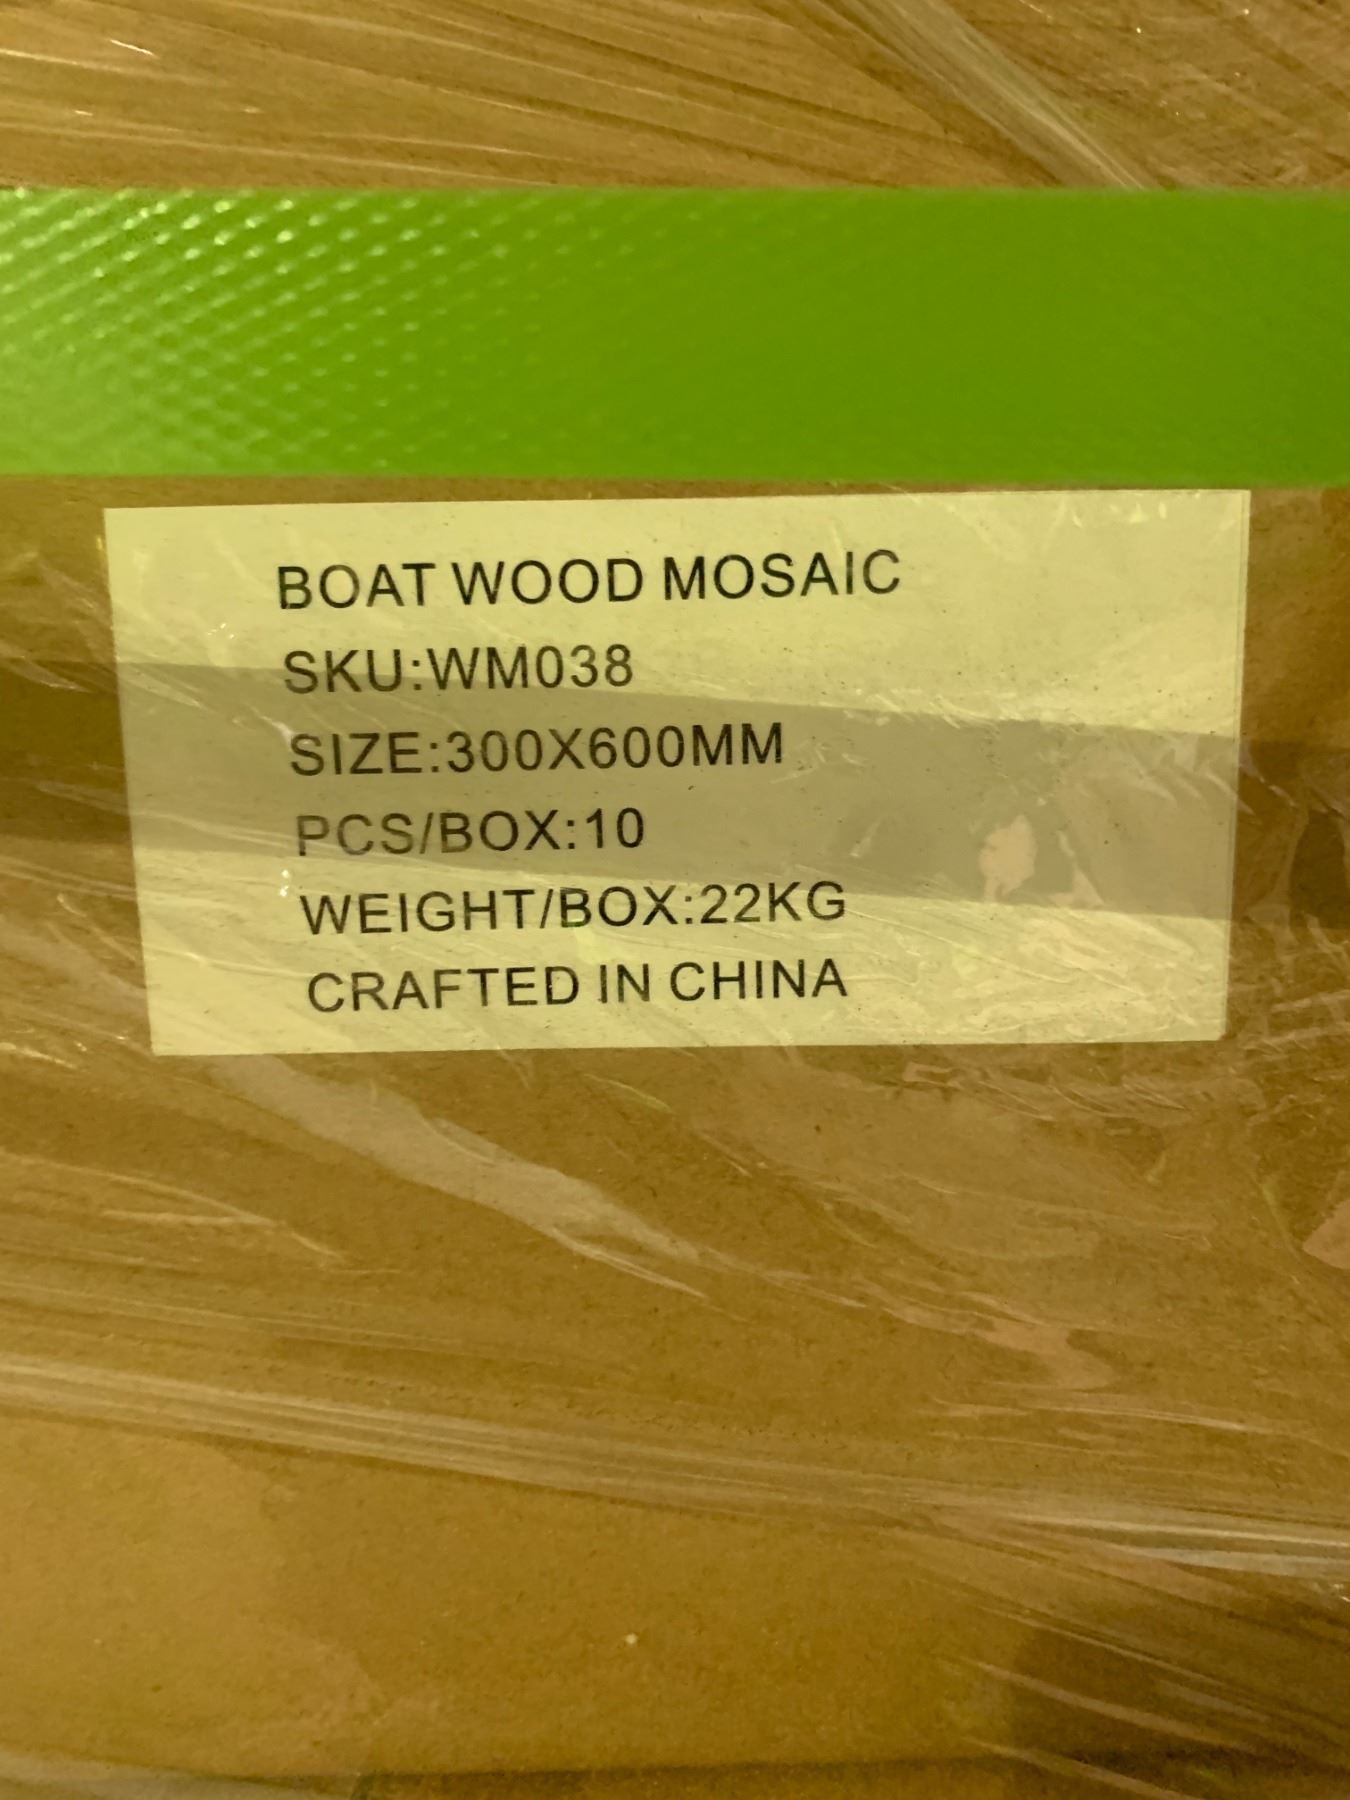 BOAT WOOD MOSAIC
SKU:WM038
SIZE:300X600MM
PCS/BOX:10
WEIGHT/BOX:22KG
CRAFTED IN CHINA